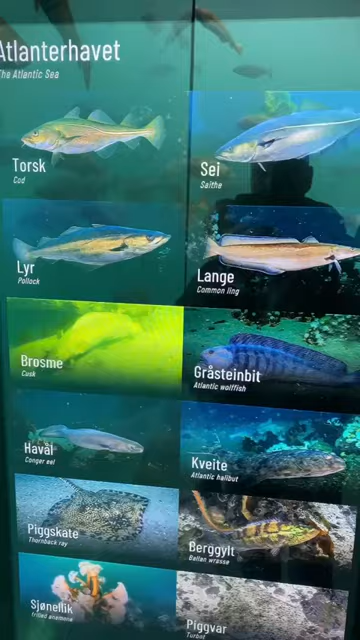 Atlanterhavet
The Atlantic Sea
Torsk
Cod
Sei
Saithe
Lyr
Pollock
Lange
Common ling
Brosme
Cusk
Gråsteinbit
Atlantic wolffish
Havål
Conger eel
Kveite
Atlantic halibut
Piggskate
Thornback ray
Berggylt
Ballan wrasse
Sjønellik
frilled anemone
Piggvar
Turbot